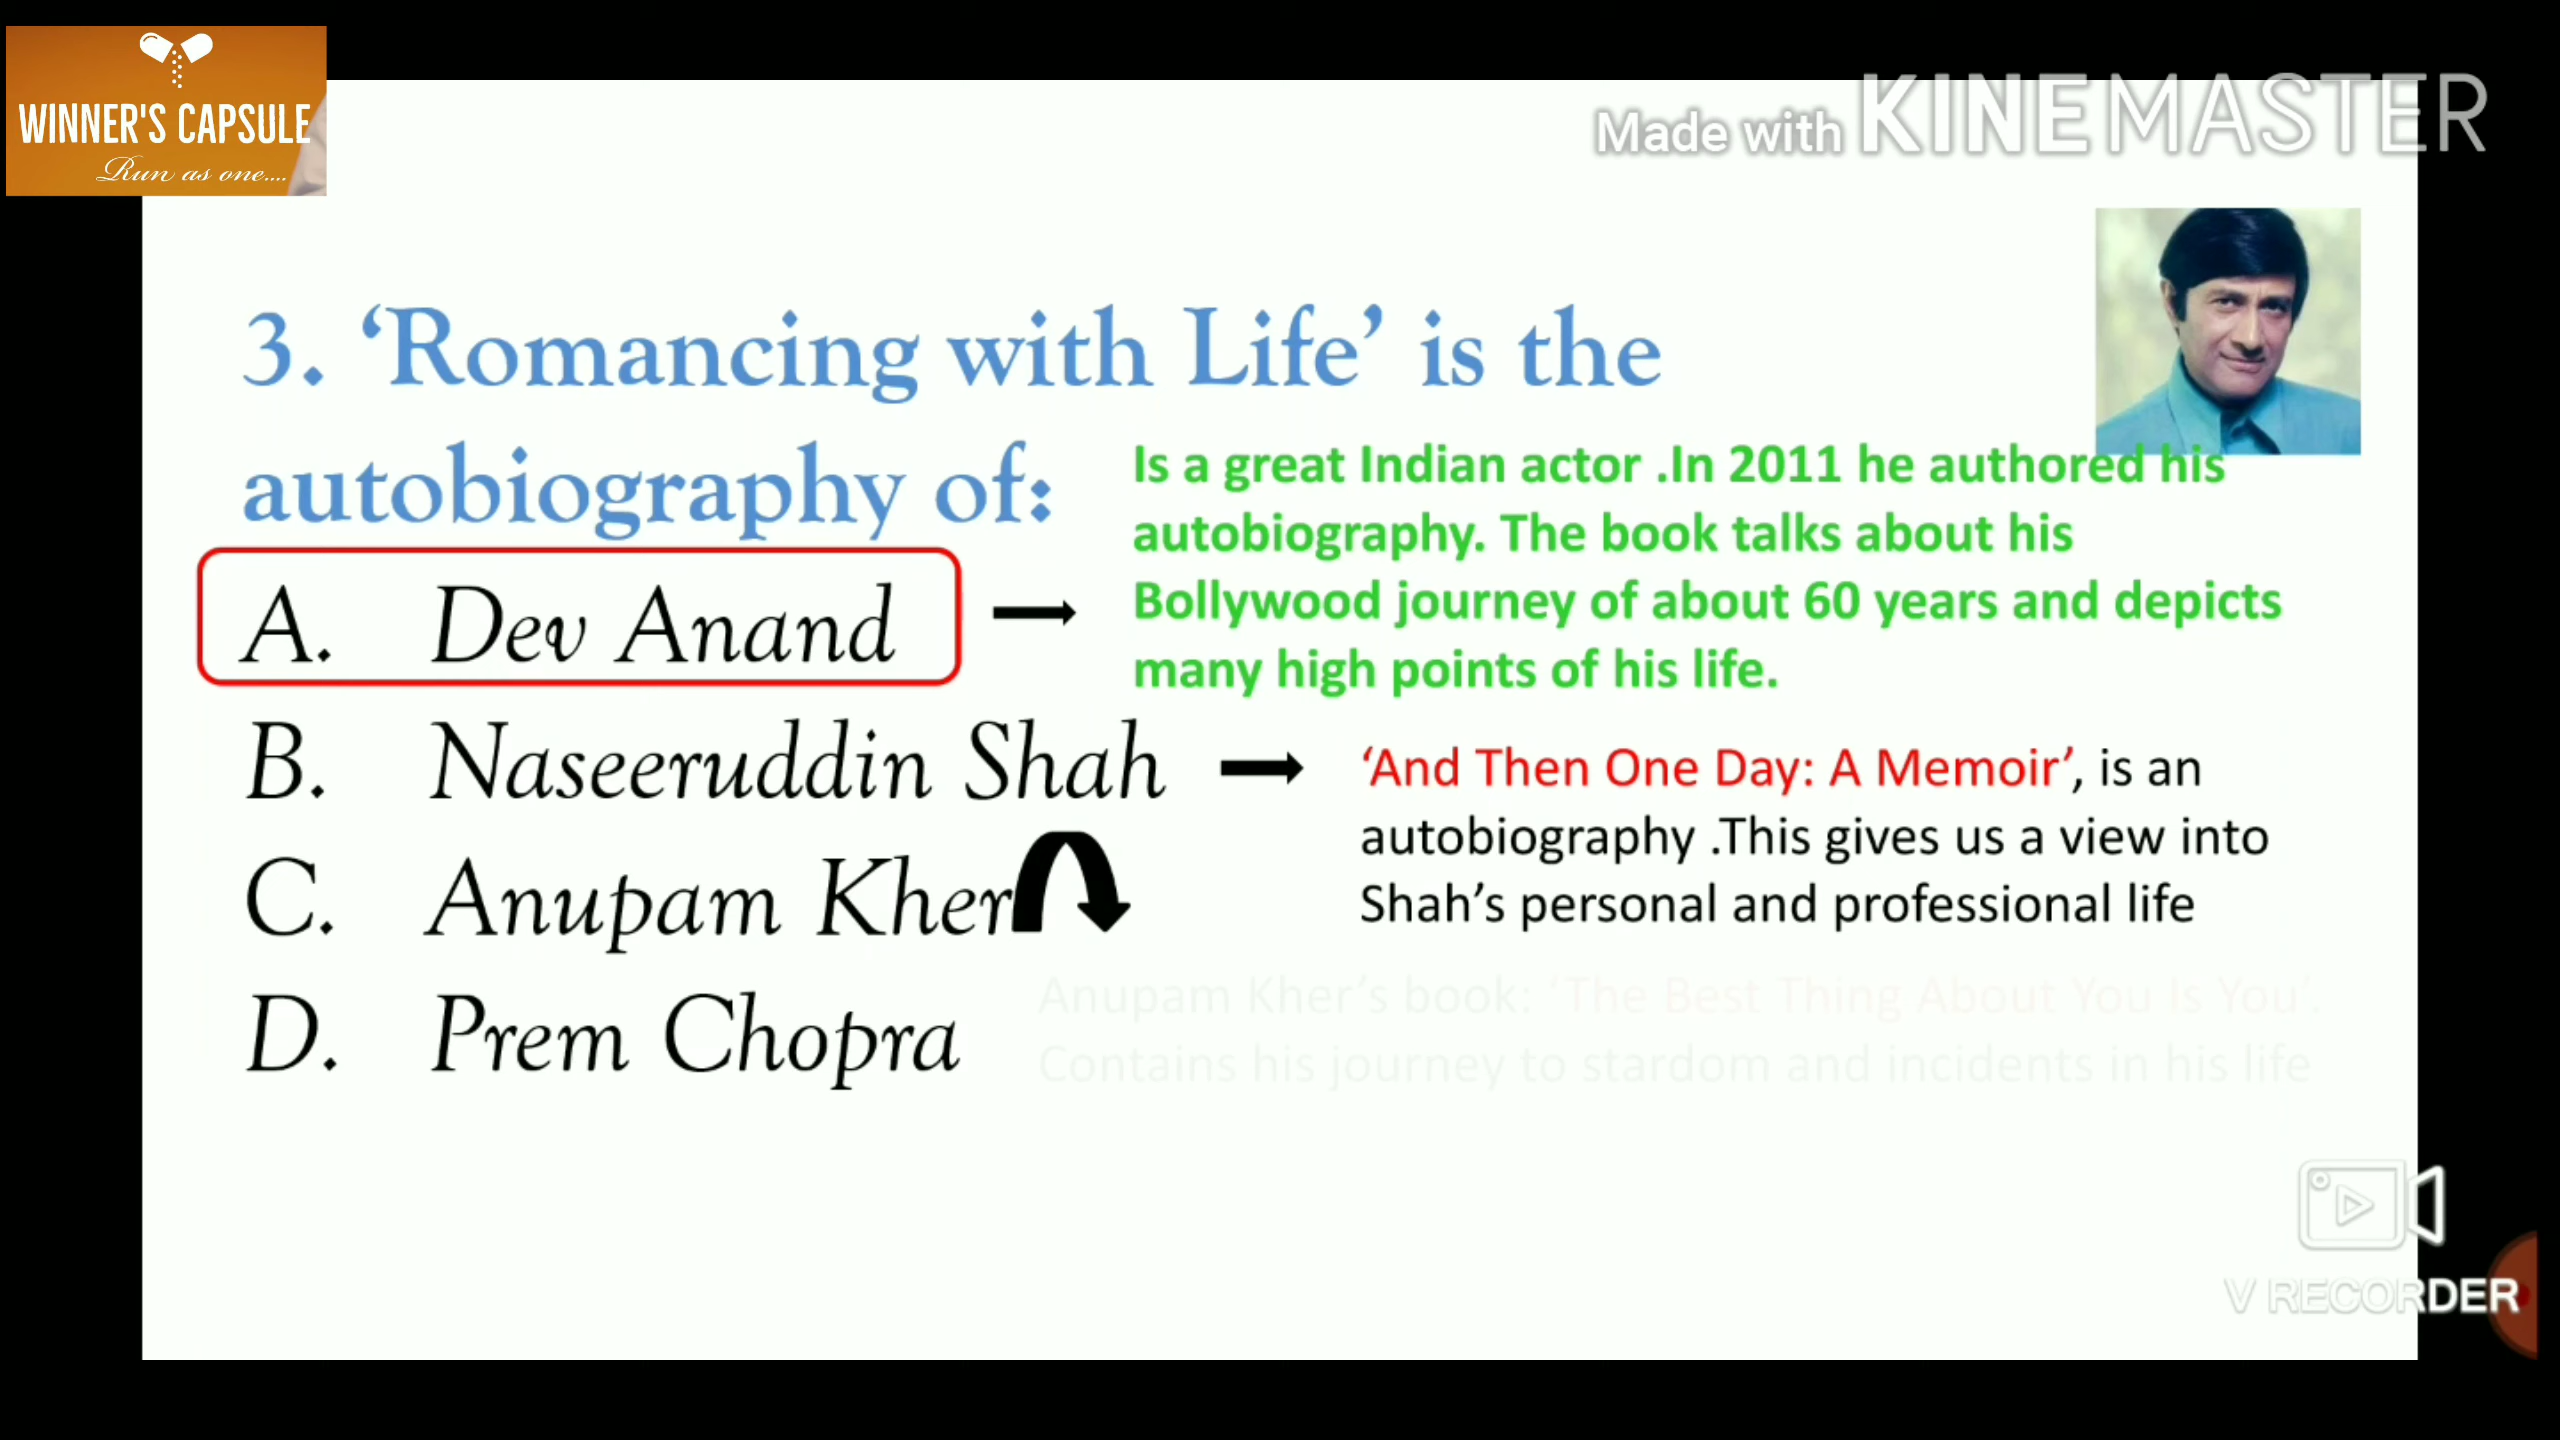 WINNER'S CAPSULE
Run as one....
Made with KINEMASTER
3. ‘Romancing with Life’ is the
autobiography of:
A. Dev Anand
Is a great Indian actor .In 2011 he authored his
autobiography. The book talks about his
Bollywood journey of about 60 years and depicts
many high points of his life.
B. Naseeruddin Shah
‘And Then One Day: A Memoir’, is an
autobiography .This gives us a view into
Shah’s personal and professional life
C. Anupam Kher
Anupam Kher’s book: ‘The Best Thing About You Is You’.
Contains his journey to stardom and incidents in his life
D. Prem Chopra
V RECORDER